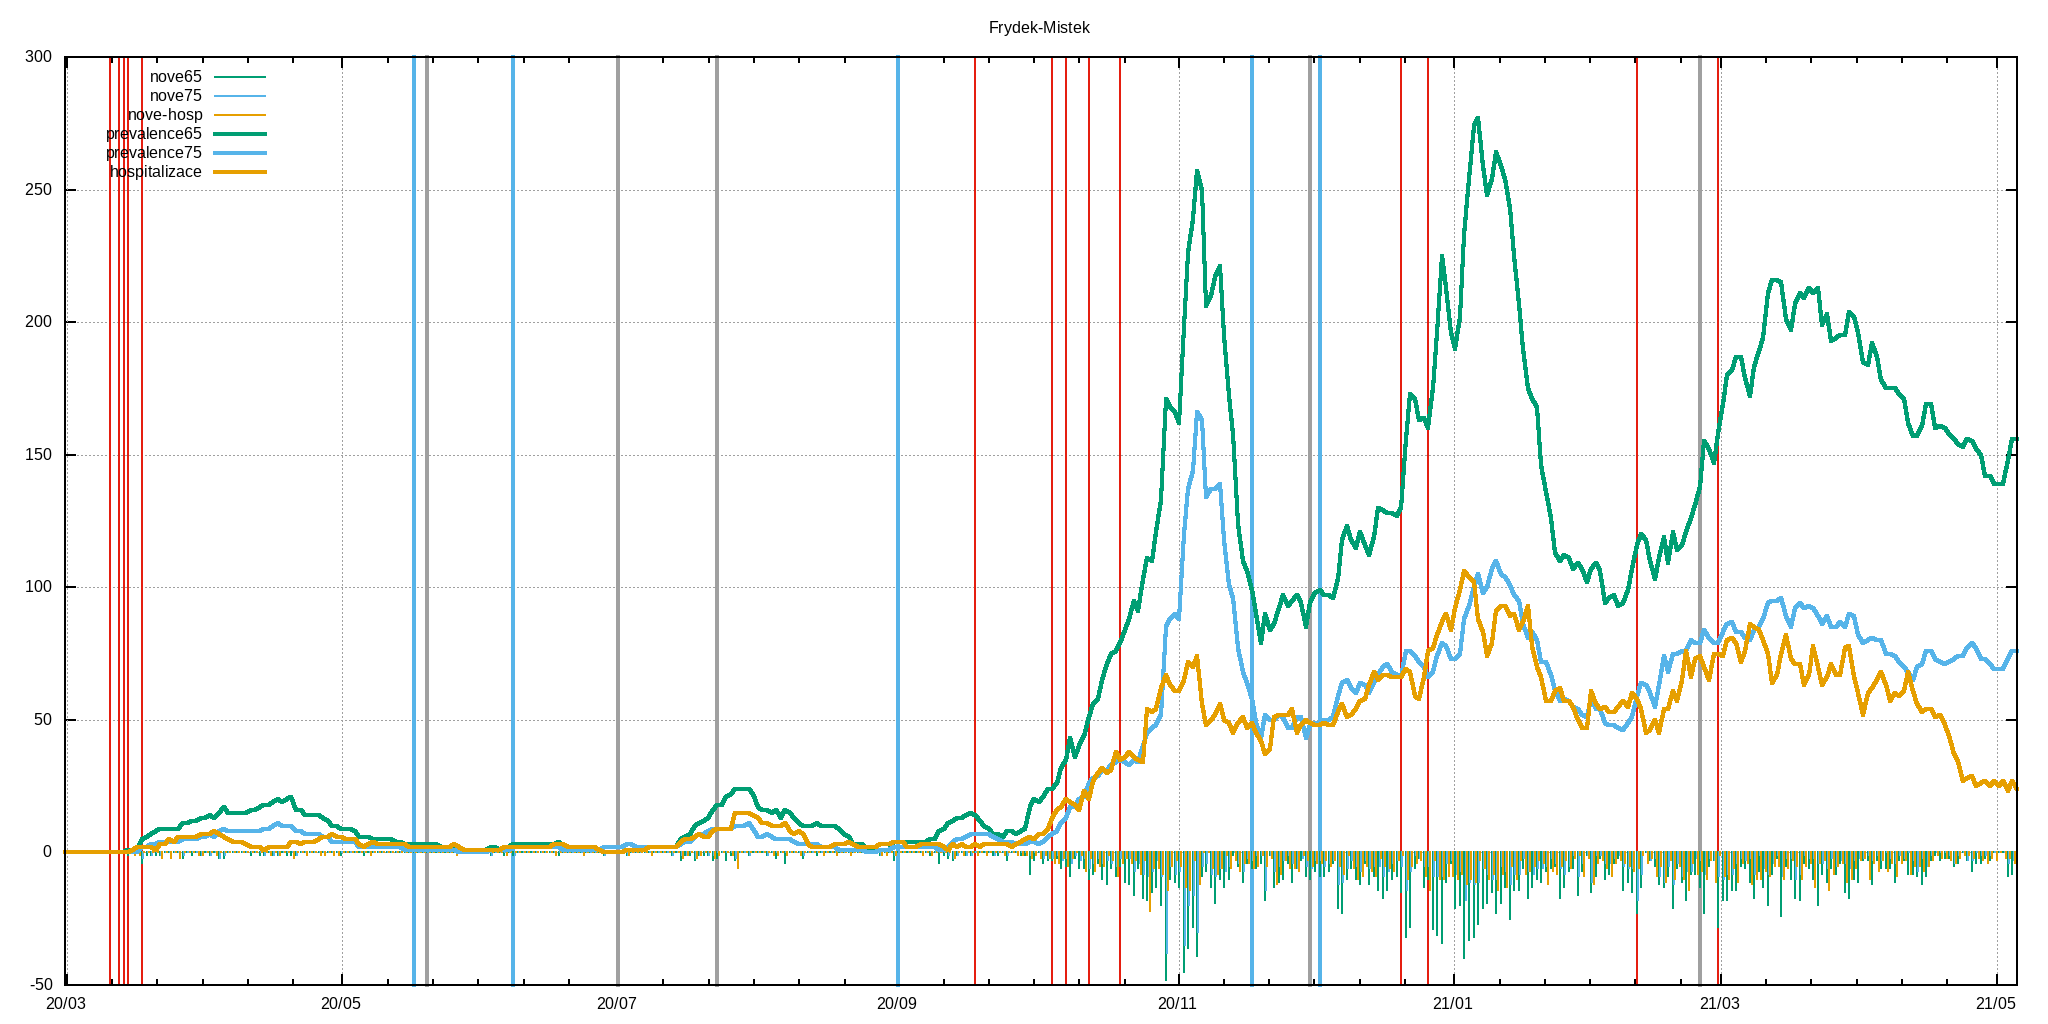 Frydek-Mistek
300
250
200
150
100
50
0
-50
nove65
nove75
nove-hosp
prevalence65
prevalence75
hospitalizace
20/03 20/05 20/07 20/09 20/11 21/01 21/03 21/05